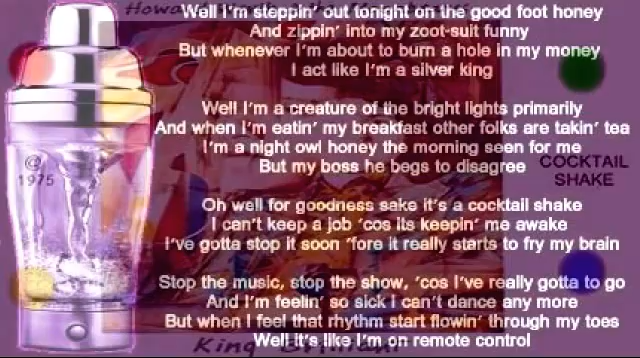 Well I'm steppin' out tonight on the good foot honey
And zippin' into my zoot-suit funny
But whenever I'm about to burn a hole in my money
I act like I'm a silver king
Well I'm a creature of the bright lights primarily
And when I'm eatin' my breakfast other folks are takin' tea
I'm a night owl honey the morning seen for me
But my boss he begs to disagree
COCKTAIL
SHAKE
@
1975
Oh well for goodness sake it's a cocktail shake
I can't keep a job 'cos its keepin' me awake
I've gotta stop it soon 'fore it really starts to fry my brain
Stop the music, stop the show, 'cos I've really gotta to go
And I'm feelin' so sick I can't dance any more
But when I feel that rhythm start flowin' through my toes
Well it's like I'm on remote control
King